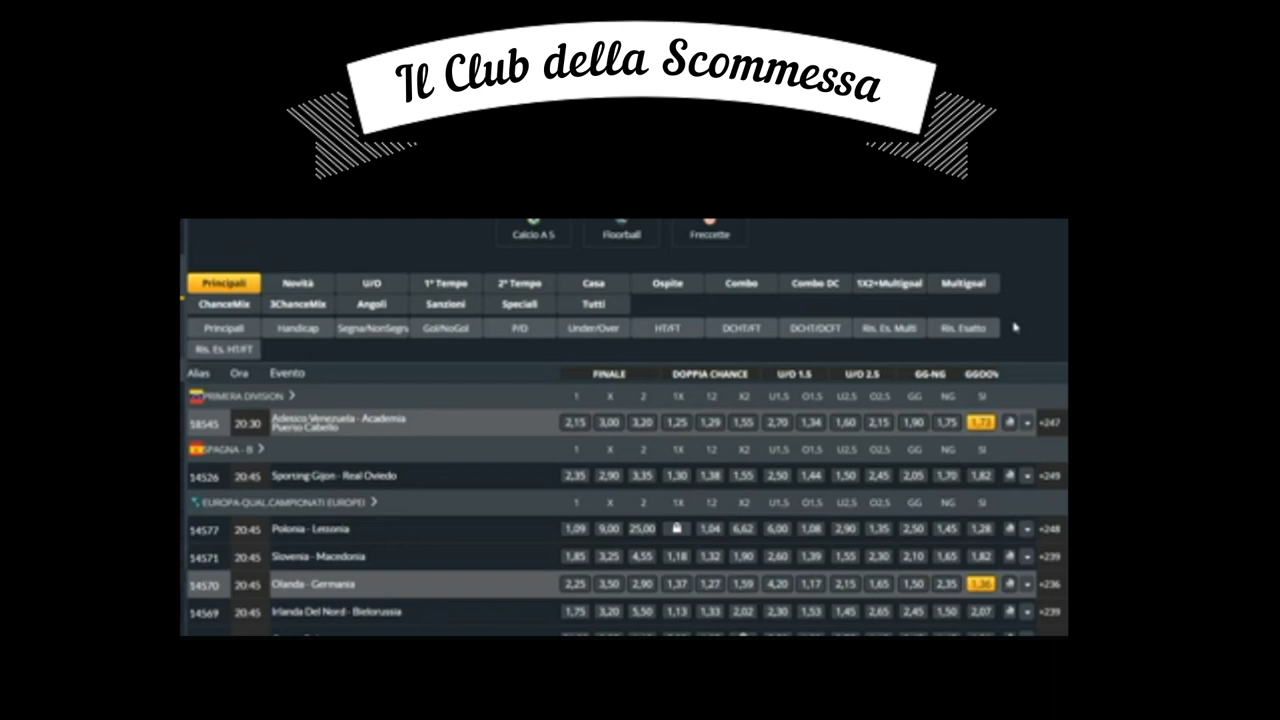 Il Club della Scommessa
Calcio A 5 Floorball Freccette
Principali Novità U/O 1° Tempo 2° Tempo Casa Ospite Combo Combo DC 1X2+Multigoal Multigoal
ChanceMix 3ChanceMix Angoli Sanzioni Speciali Tutti
Principali Handicap Segna/NonSegna Gol/NoGol P/D Under/Over HT/FT DCHT/FT DCHT/DCFT Ris. Es. Multi Ris. Esatto
Ris. Es. HT/FT
Alias Ora Evento FINALE DOPPIA CHANCE U/O 1.5 U/O 2.5 GG-NG
PRIMERA DIVISION 1 X 2 1X 12 X2 U1,5 O1,5 U2,5 O2,5 GG NG SI
20:30 Venezuela - Academia 2,15 3,00 3,20 1,25 1,29 1,55 2,70 1,34 1,60 2,15 1,90 1,75 1,73 +247
Puerto Cabello
SPAGNA - B 1 X 2 1X 12 X2 U1,5 O1,5 U2,5 O2,5 GG NG SI
14526 20:45 Sporting Gijon - Real Oviedo 2,35 2,90 3,35 1,30 1,38 1,55 2,50 1,44 1,50 2,45 2,05 1,70 1,82 +249
EUROPA-QUAL.CAMPIONATI EUROPEI 1 X 2 1X 12 X2 U1,5 O1,5 U2,5 O2,5 GG NG SI
14577 20:45 Polonia - Lettonia 1,09 9,00 25,00 1,04 6,62 6,00 1,08 2,90 1,35 2,50 1,45 1,28 +248
14571 20:45 Slovenia - Macedonia 1,85 3,25 4,55 1,18 1,32 1,90 2,60 1,39 1,55 2,30 2,10 1,65 1,82 +239
14570 20:45 Olanda - Germania 2,25 3,50 2,90 1,37 1,27 1,59 4,20 1,17 2,15 1,65 1,50 2,35 1,36 +236
14569 20:45 Irlanda Del Nord - Bielorussia 1,75 3,20 5,50 1,13 1,33 2,02 2,30 1,53 1,45 2,65 2,45 1,50 2,07 +239